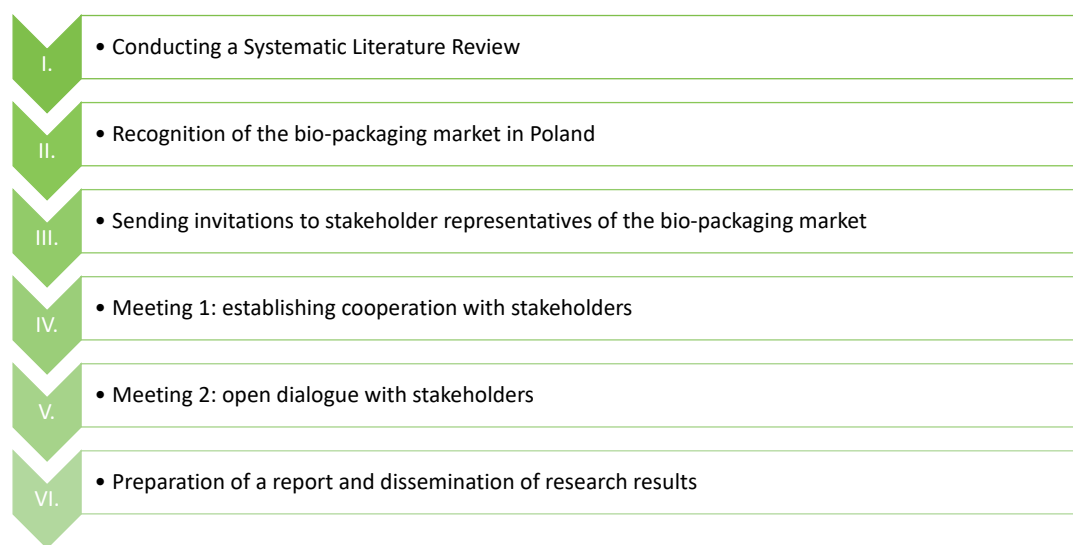 I.
• Conducting a Systematic Literature Review
II.
• Recognition of the bio-packaging market in Poland
III.
• Sending invitations to stakeholder representatives of the bio-packaging market
IV.
• Meeting 1: establishing cooperation with stakeholders
V.
• Meeting 2: open dialogue with stakeholders
VI.
• Preparation of a report and dissemination of research results